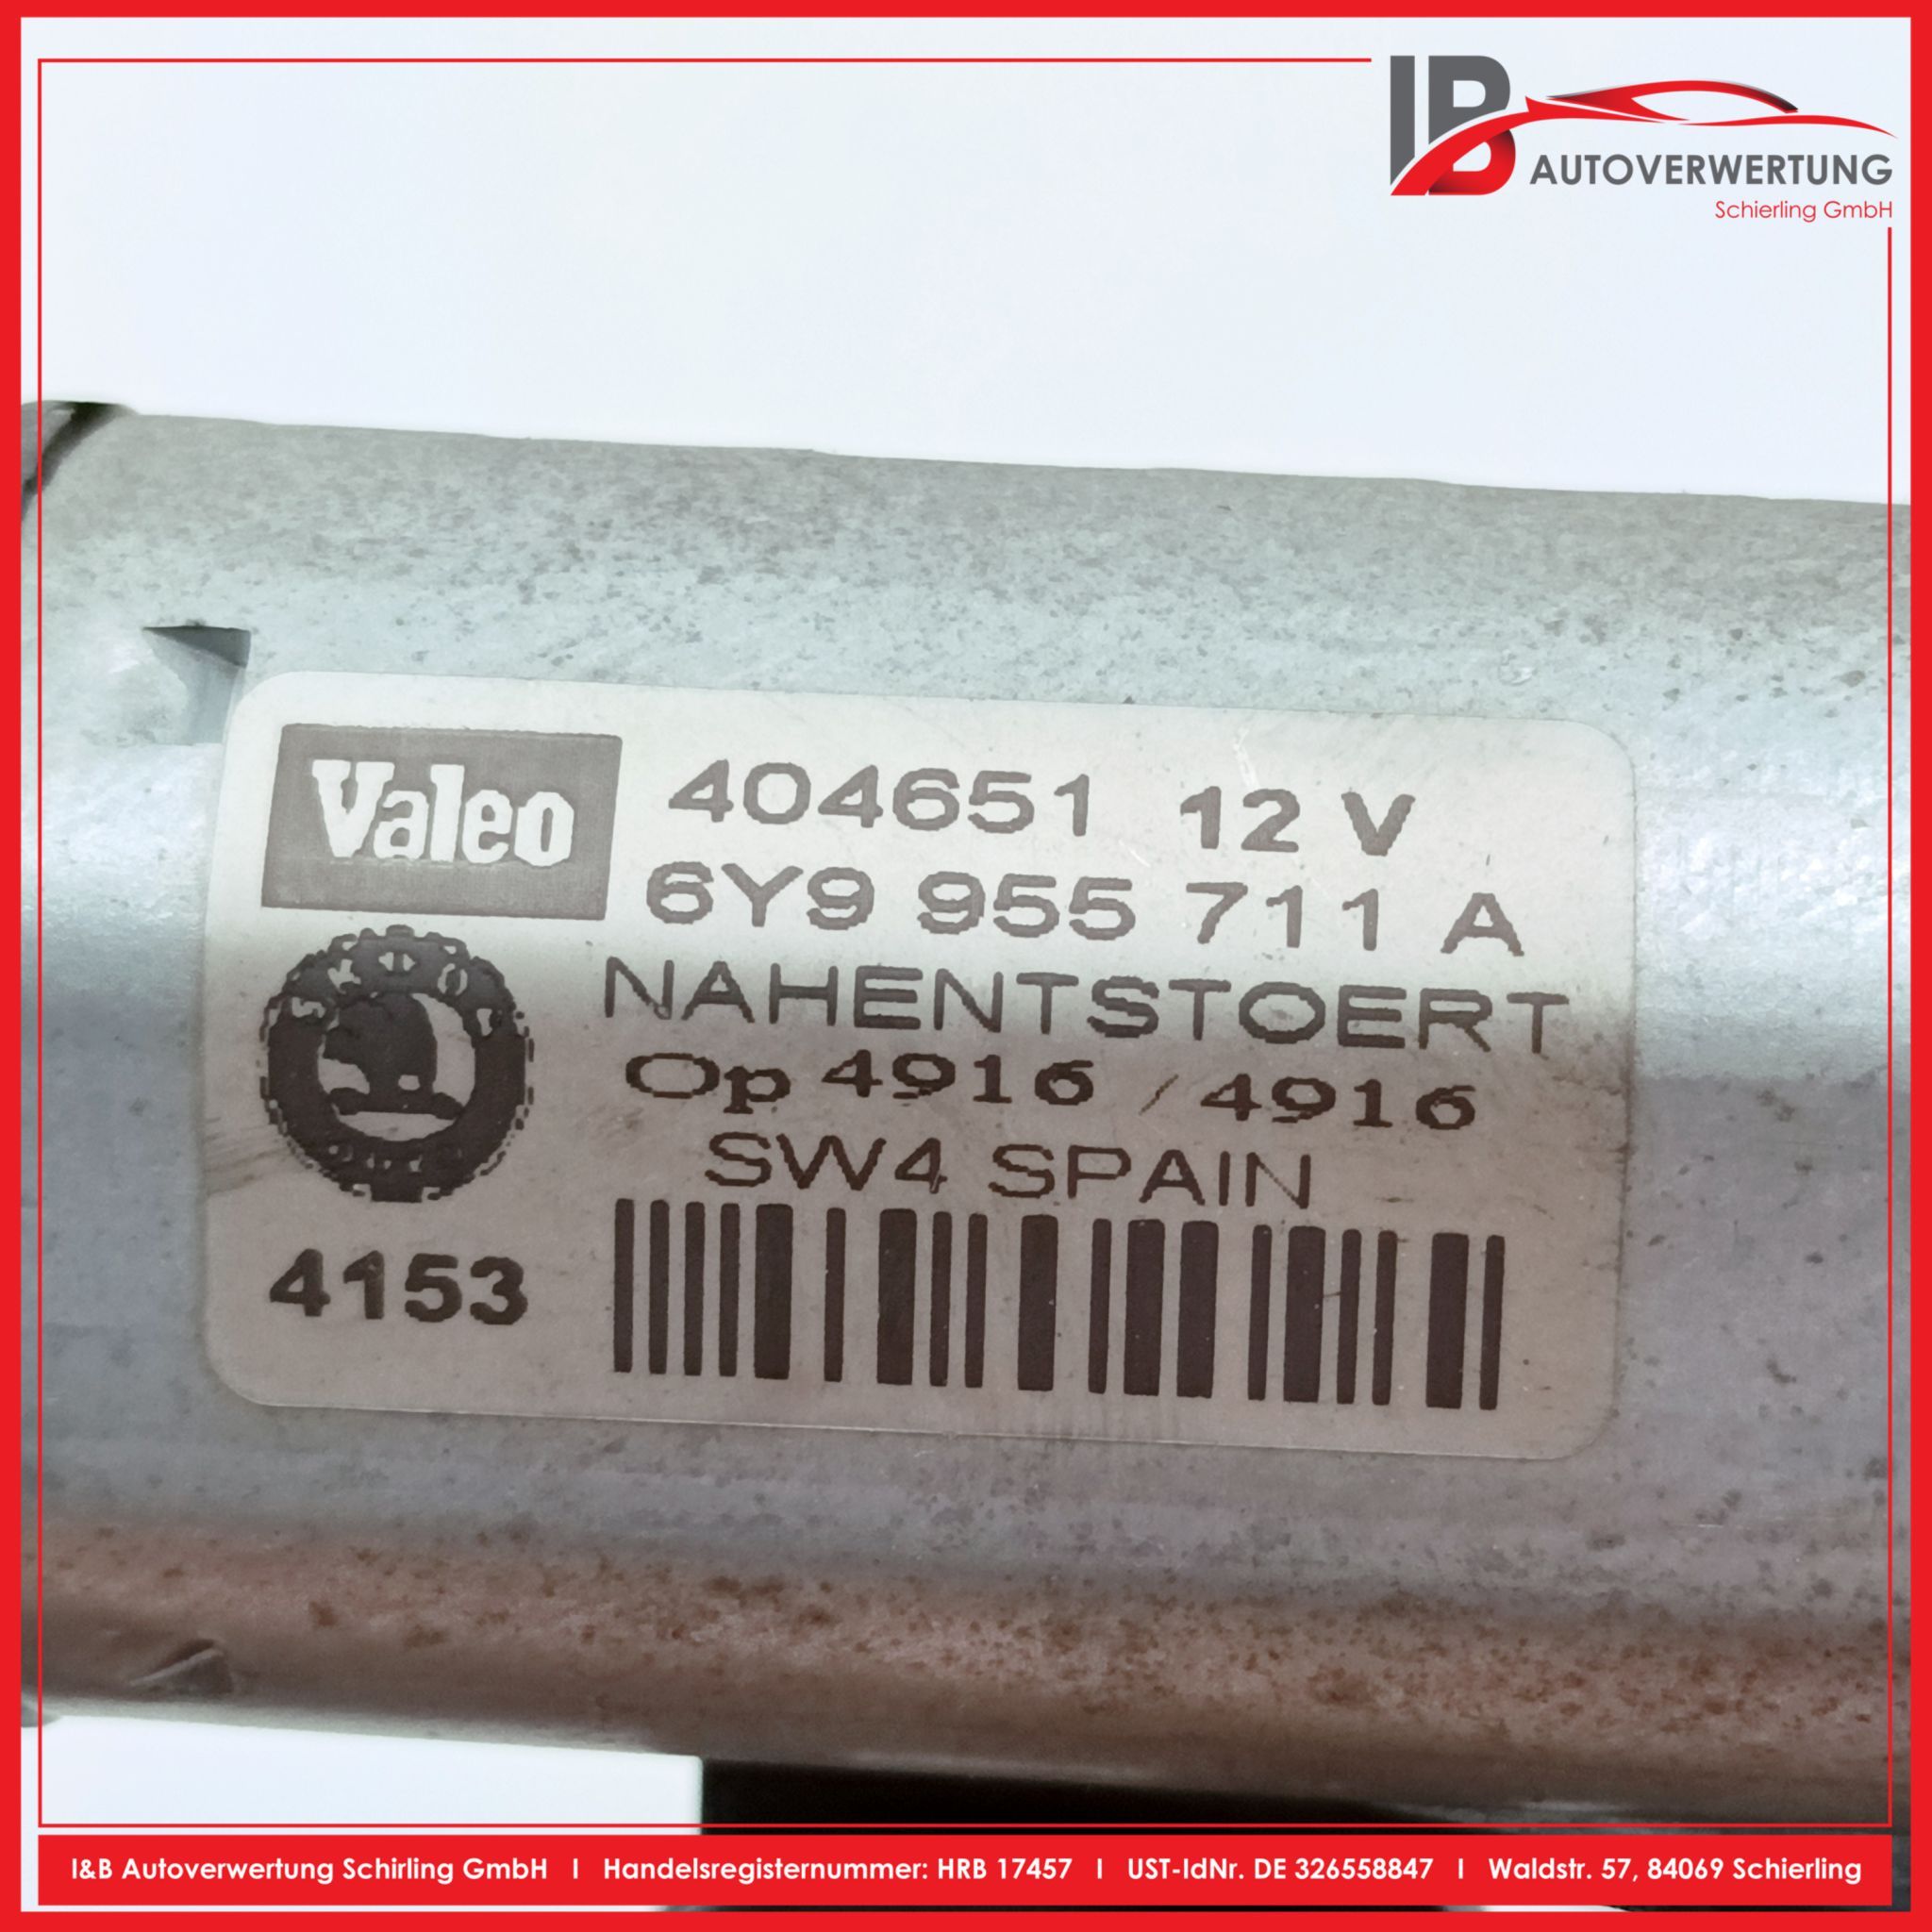 IB AUTOVERWERTUNG
Schierling GmbH
Valeo
404651 12 V
6Y9 955 711 A
NAHENTSTOERT
Op 4916 / 4916
SW4 SPAIN
4153
I&B Autoverwertung Schirling GmbH I Handelsregisternummer: HRB 17457 I UST-IdNr. DE 326558847 I Waldstr. 57, 84069 Schierling